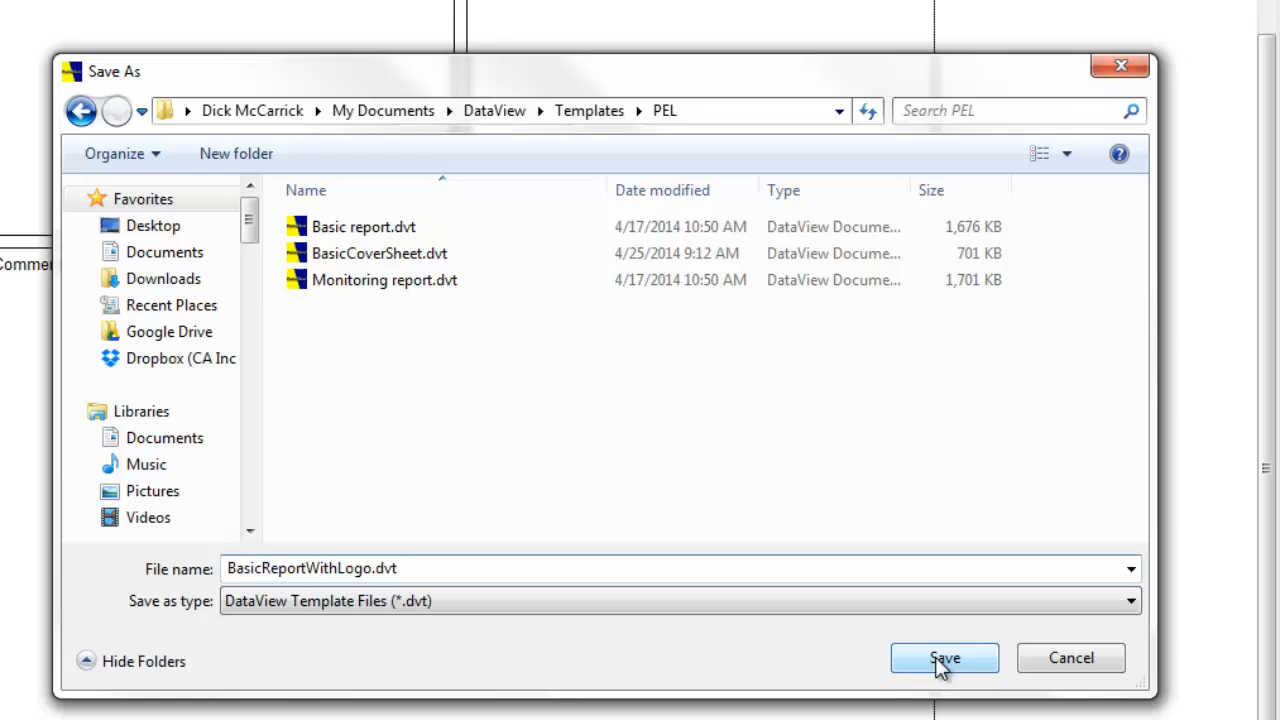 Save As
Dick McCarrick My Documents DataView Templates PEL Search PEL
Organize New folder
Name Date modified Type Size
Favorites
Desktop
Documents
Downloads
Recent Places
Google Drive
Dropbox (CA Inc
Libraries
Documents
Music
Pictures
Videos
Basic report.dvt 4/17/2014 10:50 AM DataView Docume... 1,676 KB
BasicCoverSheet.dvt 4/25/2014 9:12 AM DataView Docume... 701 KB
Monitoring report.dvt 4/17/2014 10:50 AM DataView Docume... 1,701 KB
Commen
File name: BasicReportWithLogo.dvt
Save as type: DataView Template Files (*.dvt)
Hide Folders Save Cancel